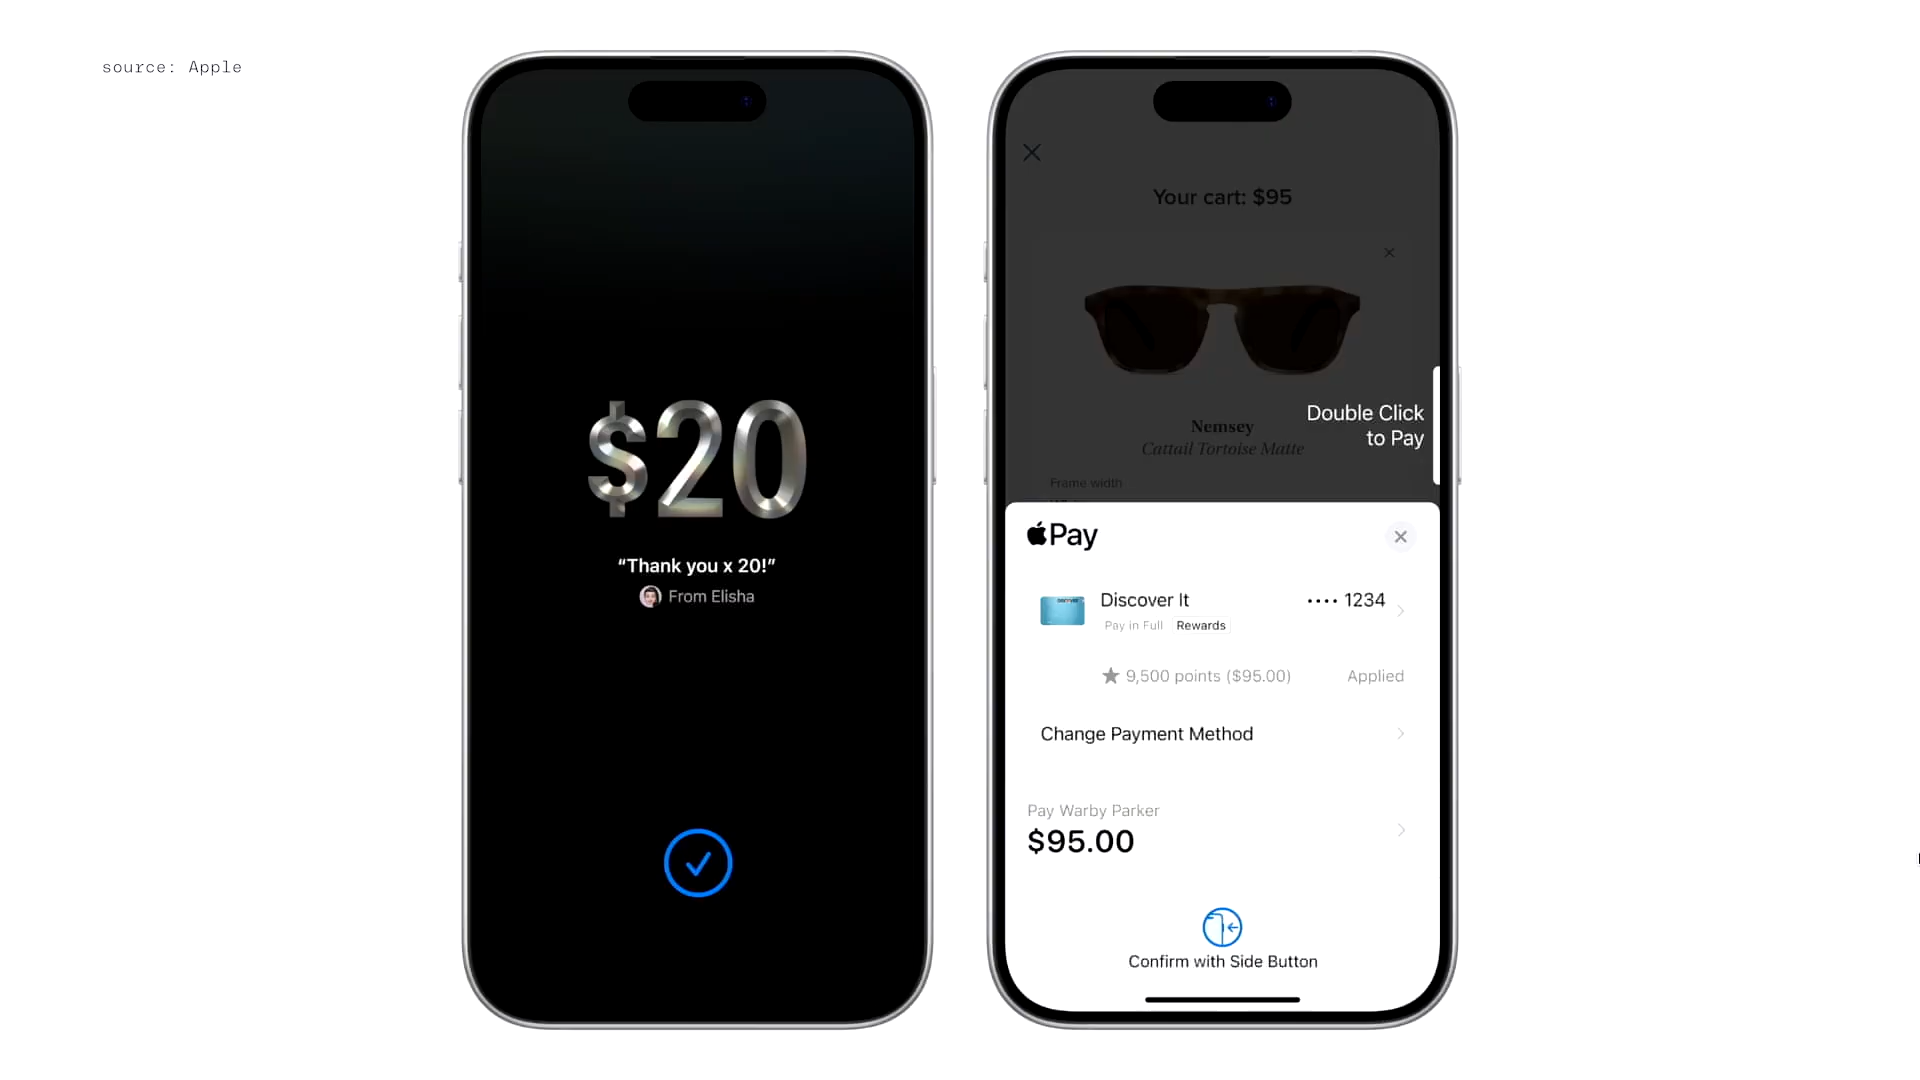 source: Apple
$20
“Thank you x 20!”
From Elisha
Your cart: $95
Nemsey
Cattail Tortoise Matte
Frame width
Double Click
to Pay
Pay
Discover It
•••• 1234
Pay in Full
Rewards
9,500 points ($95.00)
Applied
Change Payment Method
Pay Warby Parker
$95.00
Confirm with Side Button